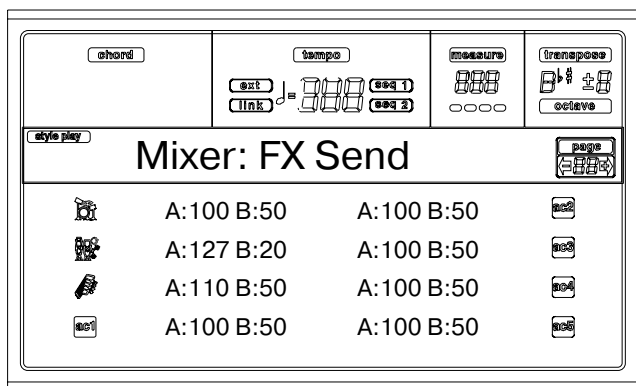 chord tempo measure transpose
ext seq 1
link seq 2 octave
style play
Mixer: FX Send page
A:100 B:50 A:100 B:50 ac2
A:127 B:20 A:100 B:50 ac3
A:110 B:50 A:100 B:50 ac4
ac1 A:100 B:50 A:100 B:50 ac5